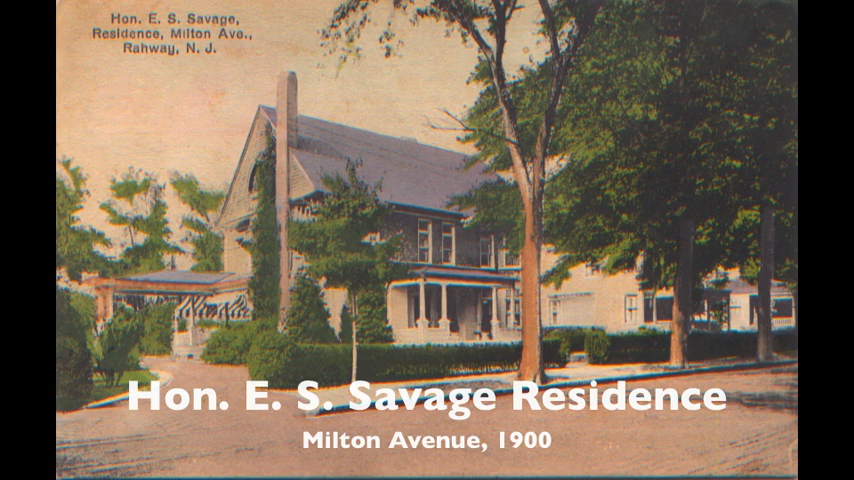 Hon. E. S. Savage,
Residence, Milton Ave.,
Rahway, N. J.
Hon. E. S. Savage Residence
Milton Avenue, 1900